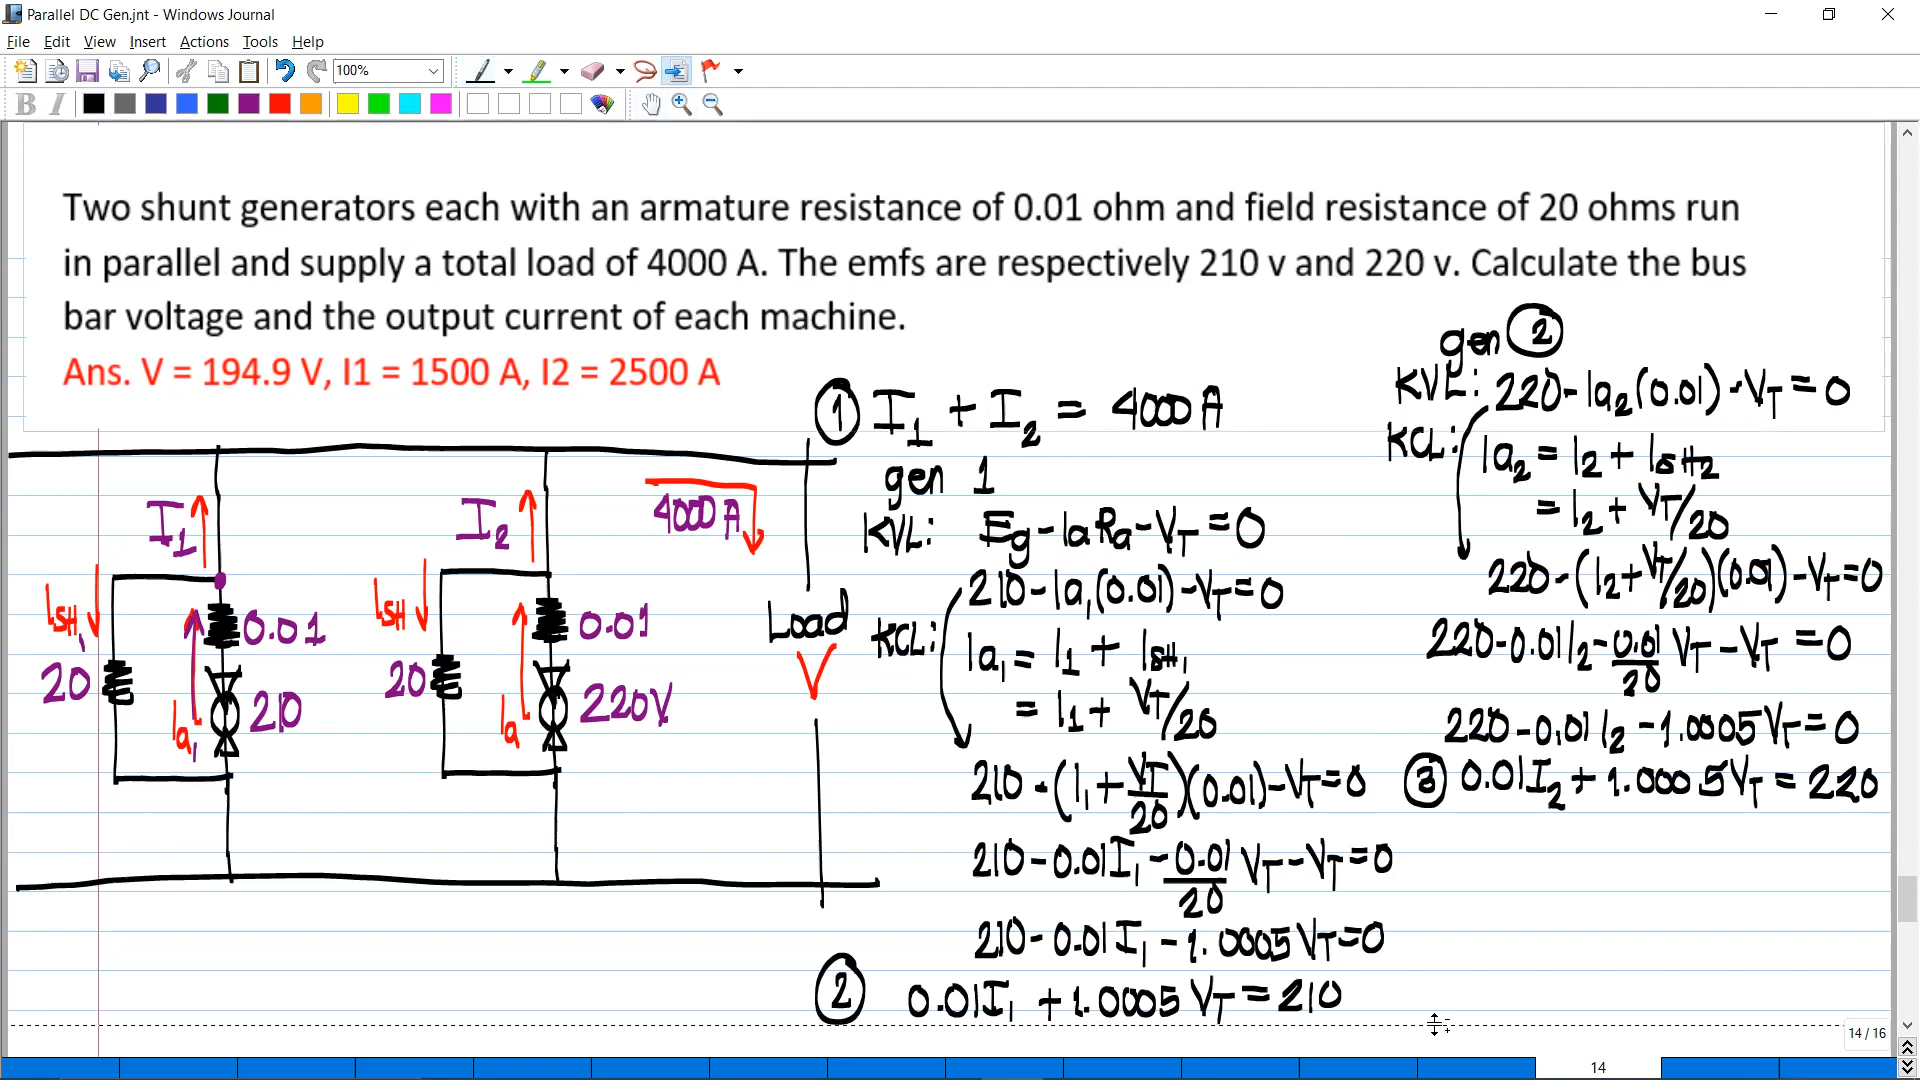 Parallel DC Gen.jnt - Windows Journal
File Edit View Insert Actions Tools Help
100%
B I
Two shunt generators each with an armature resistance of 0.01 ohm and field resistance of 20 ohms run
in parallel and supply a total load of 4000 A. The emfs are respectively 210 v and 220 v. Calculate the bus
bar voltage and the output current of each machine.
Ans. V = 194.9 V, I1 = 1500 A, I2 = 2500 A
I1
I2
4000 A
ISH1
0.01
20
Ia1
210
ISH
0.01
20
Ia
220V
Load
V
① I1 + I2 = 4000 A
gen 1
KVL: Eg - Ia Ra - VT = 0
210 - Ia1(0.01) - VT = 0
KCL:
Ia1 = I1 + ISH1
= I1 + VT/20
210 - (I1 + VT/20)(0.01) - VT = 0
210 - 0.01I1 - 0.01/20 VT - VT = 0
210 - 0.01I1 - 1.0005VT = 0
② 0.01I1 + 1.0005VT = 210
gen ②
KVL: 220 - Ia2(0.01) - VT = 0
KCL: Ia2 = I2 + ISH2
= I2 + VT/20
220 - (I2 + VT/20)(0.01) - VT = 0
220 - 0.01I2 - 0.01/20 VT - VT = 0
220 - 0.01I2 - 1.0005VT = 0
③ 0.01I2 + 1.0005VT = 220
14 / 16
14